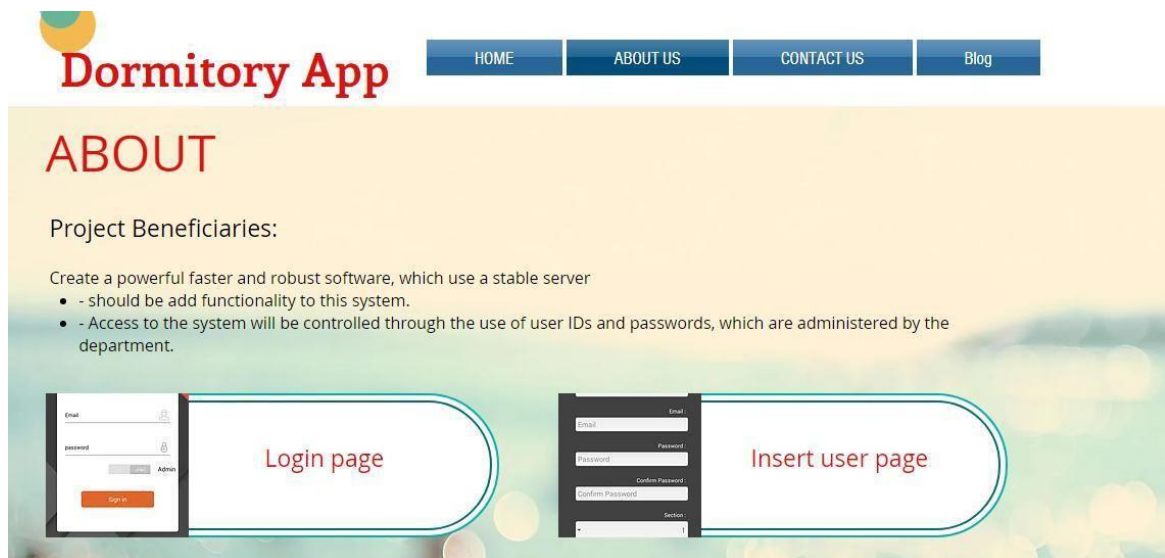 Dormitory App
HOME
ABOUT US
CONTACT US
Blog
ABOUT
Project Beneficiaries:
Create a powerful faster and robust software, which use a stable server
- should be add functionality to this system.
- Access to the system will be controlled through the use of user IDs and passwords, which are administered by the
department.
Email
password
Admin
Sign in
Login page
Email :
Email
Password :
Password
Confirm Password :
Confirm Password
Section :
1
Insert user page